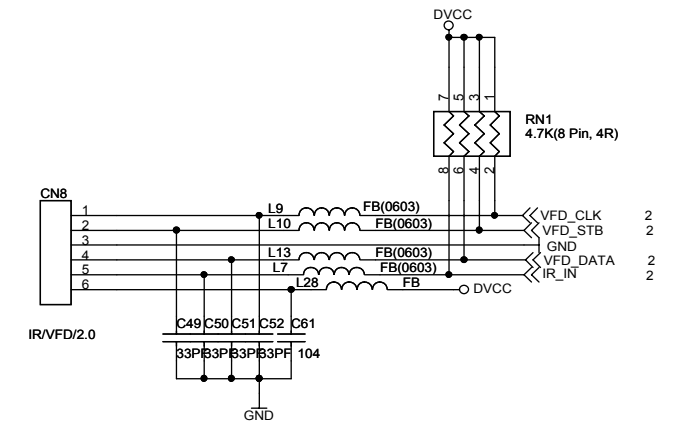 DVCC
7 5 3 1
RN1
4.7K(8 Pin, 4R)
8 6 4 2
CN8
1 L9 FB(0603) VFD_CLK 2
2 L10 FB(0603) VFD_STB 2
3 GND
4 L13 FB(0603) VFD_DATA 2
5 L7 FB(0603) IR_IN 2
6 L28 FB DVCC
C49 C50 C51 C52 C61
IR/VFD/2.0
33PF 33PF 33PF 33PF 104
GND